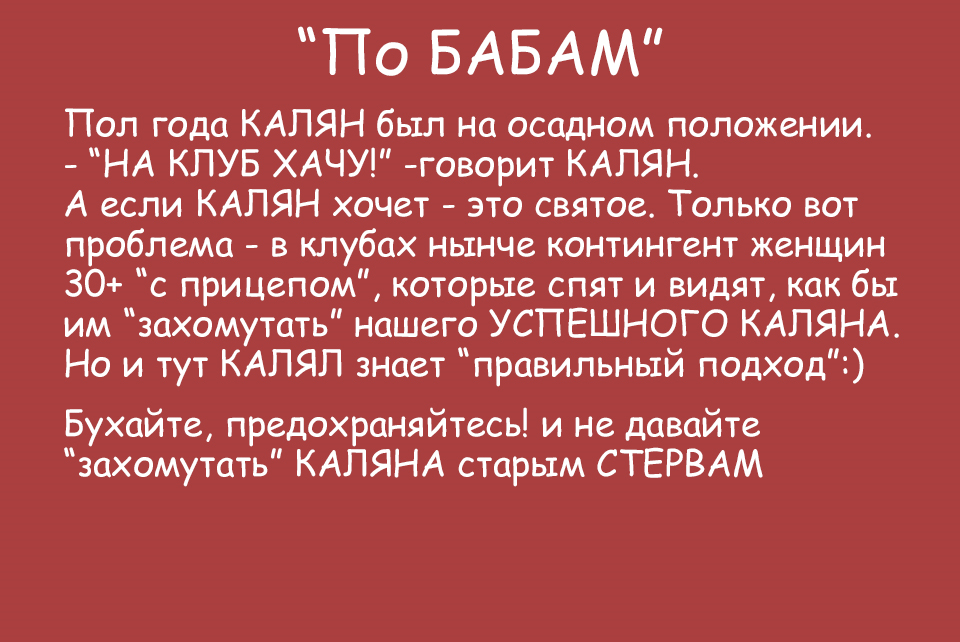 “По БАБАМ”
Пол года КАЛЯН был на осадном положении.
- “НА КЛУБ ХАЧУ!” -говорит КАЛЯН.
А если КАЛЯН хочет - это святое. Только вот
проблема - в клубах нынче контингент женщин
30+ “с прицепом”, которые спят и видят, как бы
им “захомутать” нашего УСПЕШНОГО КАЛЯНА.
Но и тут КАЛЯЛ знает “правильный подход”:)
Бухайте, предохраняйтесь! и не давайте
“захомутать” КАЛЯНА старым СТЕРВАМ